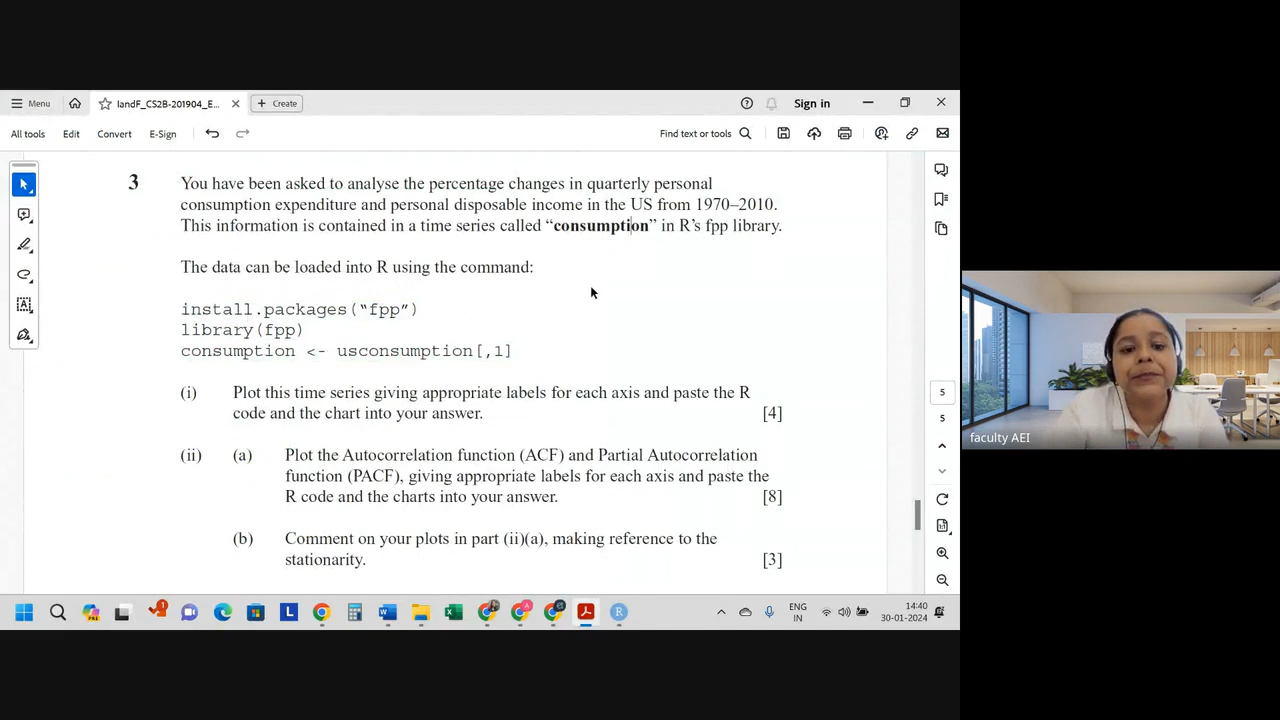 Menu
IandF_CS2B-201904_E...
Create
Sign in
All tools
Edit
Convert
E-Sign
Find text or tools
3 You have been asked to analyse the percentage changes in quarterly personal
consumption expenditure and personal disposable income in the US from 1970–2010.
This information is contained in a time series called “consumption” in R’s fpp library.
The data can be loaded into R using the command:
install.packages(“fpp”)
library(fpp)
consumption <- usconsumption[,1]
(i) Plot this time series giving appropriate labels for each axis and paste the R
code and the chart into your answer. [4]
(ii) (a) Plot the Autocorrelation function (ACF) and Partial Autocorrelation
function (PACF), giving appropriate labels for each axis and paste the
R code and the charts into your answer. [8]
(b) Comment on your plots in part (ii)(a), making reference to the
stationarity. [3]
5
5
faculty AEI
ENG
IN
14:40
30-01-2024